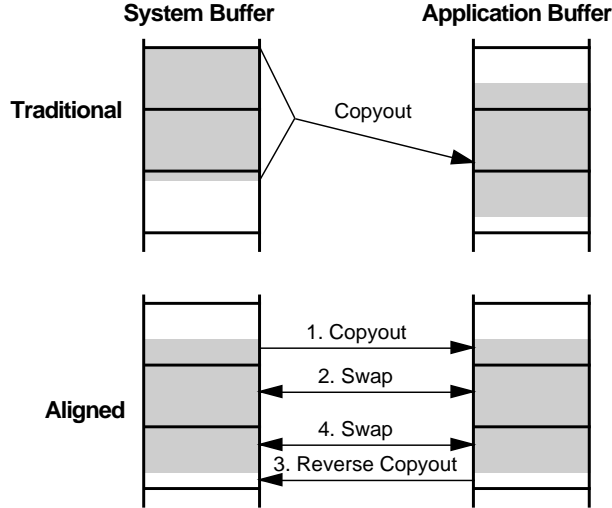 System Buffer
Application Buffer
Traditional
Copyout
1. Copyout
2. Swap
Aligned
4. Swap
3. Reverse Copyout